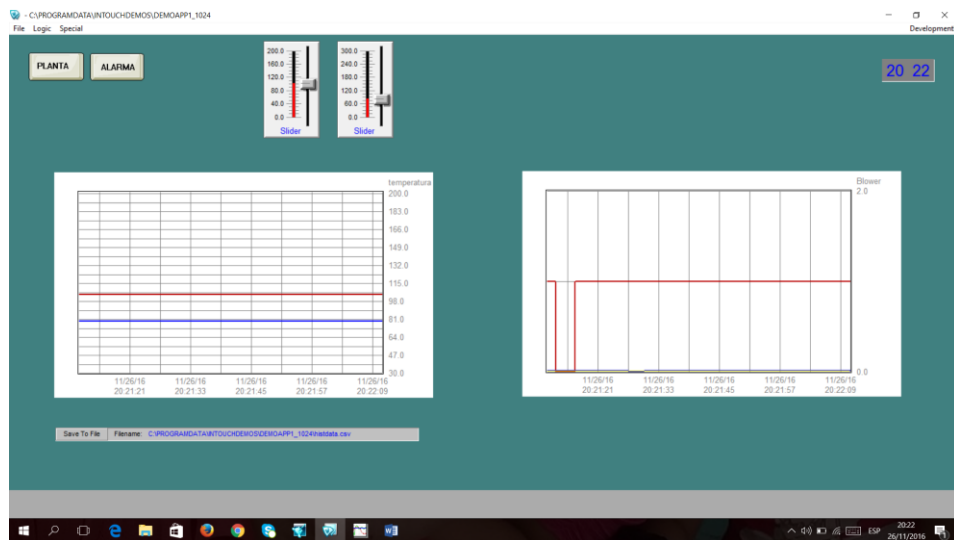 - C:\PROGRAMDATA\INTOUCHDEMOS\DEMOAPP1_1024
File Logic Special Development
PLANTA ALARMA
200.0
160.0
120.0
80.0
40.0
0.0
Slider
300.0
240.0
180.0
120.0
60.0
0.0
Slider
20 22
temperatura
200.0
183.0
166.0
149.0
132.0
115.0
98.0
81.0
64.0
47.0
30.0
11/26/16 11/26/16 11/26/16 11/26/16 11/26/16
20:21:21 20:21:33 20:21:45 20:21:57 20:22:09
Blower
2.0
0.0
11/26/16 11/26/16 11/26/16 11/26/16 11/26/16
20:21:21 20:21:33 20:21:45 20:21:57 20:22:09
Save To File Filename: C:\PROGRAMDATA\INTOUCHDEMOS\DEMOAPP1_1024\histdata.csv
ESP 20:22
26/11/2016